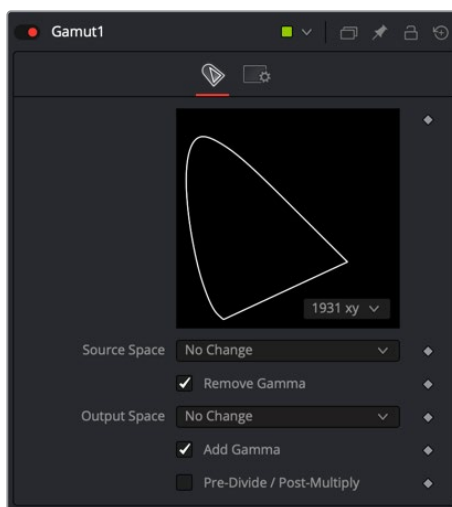 Gamut1
1931 xy
Source Space No Change
Remove Gamma
Output Space No Change
Add Gamma
Pre-Divide / Post-Multiply